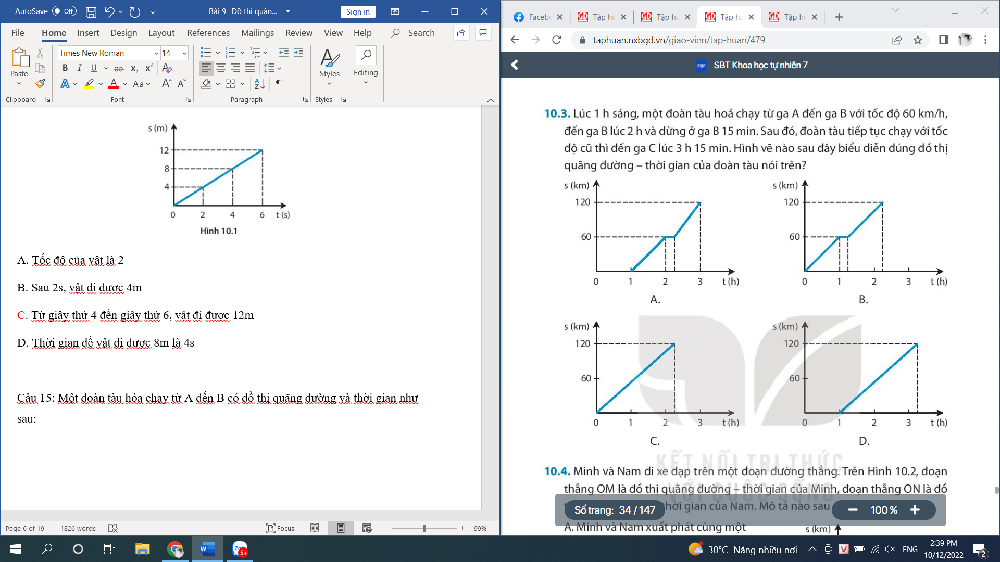 AutoSave Off Bài 9_ Đồ thị quãn... Sign in
File Home Insert Design Layout References Mailings Review View Help Search
Times New Roman 14
Paste Styles Editing
Clipboard Font Paragraph Styles
s (m)
12
8
4
0 2 4 6 t (s)
Hình 10.1
A. Tốc độ của vật là 2
B. Sau 2s, vật đi được 4m
C. Từ giây thứ 4 đến giây thứ 6, vật đi được 12m
D. Thời gian để vật đi được 8m là 4s
Câu 15: Một đoàn tàu hỏa chạy từ A đến B có đồ thị quãng đường và thời gian như
sau:
Page 6 of 19 1826 words Focus 99%
Facebo Tập hu Tập hu Tập hu Tập hu
taphuan.nxbgd.vn/giao-vien/tap-huan/479
PDF SBT Khoa học tự nhiên 7
10.3. Lúc 1 h sáng, một đoàn tàu hoả chạy từ ga A đến ga B với tốc độ 60 km/h,
đến ga B lúc 2 h và dừng ở ga B 15 min. Sau đó, đoàn tàu tiếp tục chạy với tốc
độ cũ thì đến ga C lúc 3 h 15 min. Hình vẽ nào sau đây biểu diễn đúng đồ thị
quãng đường – thời gian của đoàn tàu nói trên?
s (km)
120
60
0 1 2 3 t (h)
A.
s (km)
120
60
0 1 2 3 t (h)
B.
s (km)
120
60
0 1 2 3 t (h)
C.
s (km)
120
60
0 1 2 3 t (h)
D.
KẾT NỐI TRI THỨC
VỚI CUỘC SỐNG
10.4. Minh và Nam đi xe đạp trên một đoạn đường thẳng. Trên Hình 10.2, đoạn
thẳng OM là đồ thị quãng đường – thời gian của Minh, đoạn thẳng ON là đồ
thời gian của Nam. Mô tả nào sau
Số trang: 34 / 147 100 %
A. Minh và Nam xuất phát cùng một
s (km)
30°C Nắng nhiều nơi ENG 2:39 PM
10/12/2022 2